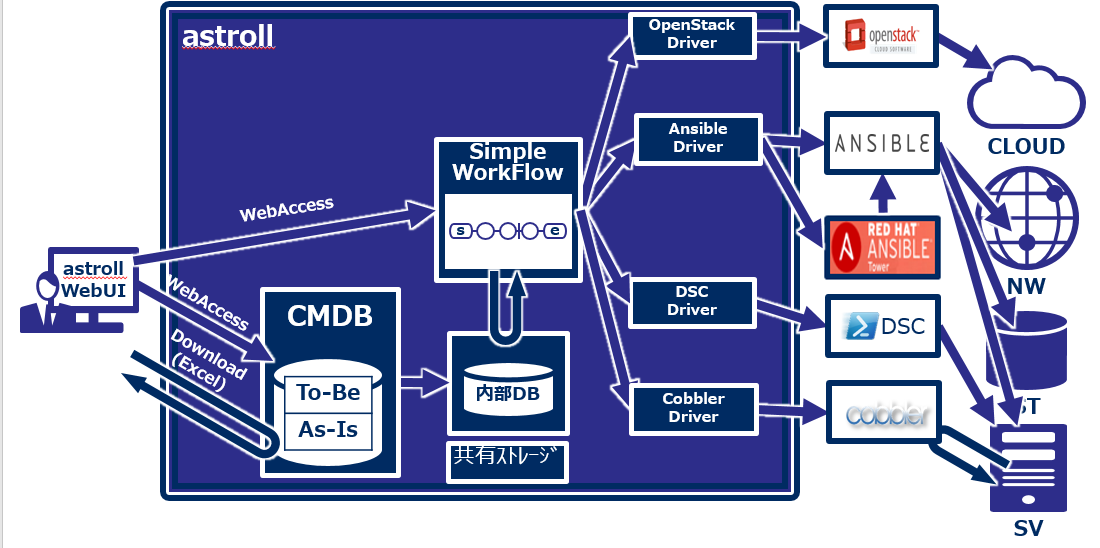 astroll
OpenStack
Driver
openstack™
CLOUD SOFTWARE
CLOUD
Ansible
Driver
ANSIBLE
Simple
WorkFlow
s
e
WebAccess
RED HAT®
ANSIBLE®
Tower
NW
astroll
WebUI
WebAccess
Download
(Excel)
CMDB
To-Be
As-Is
内部DB
共有ｽﾄﾚｰｼﾞ
DSC
Driver
DSC
ST
Cobbler
Driver
cobbler
SV